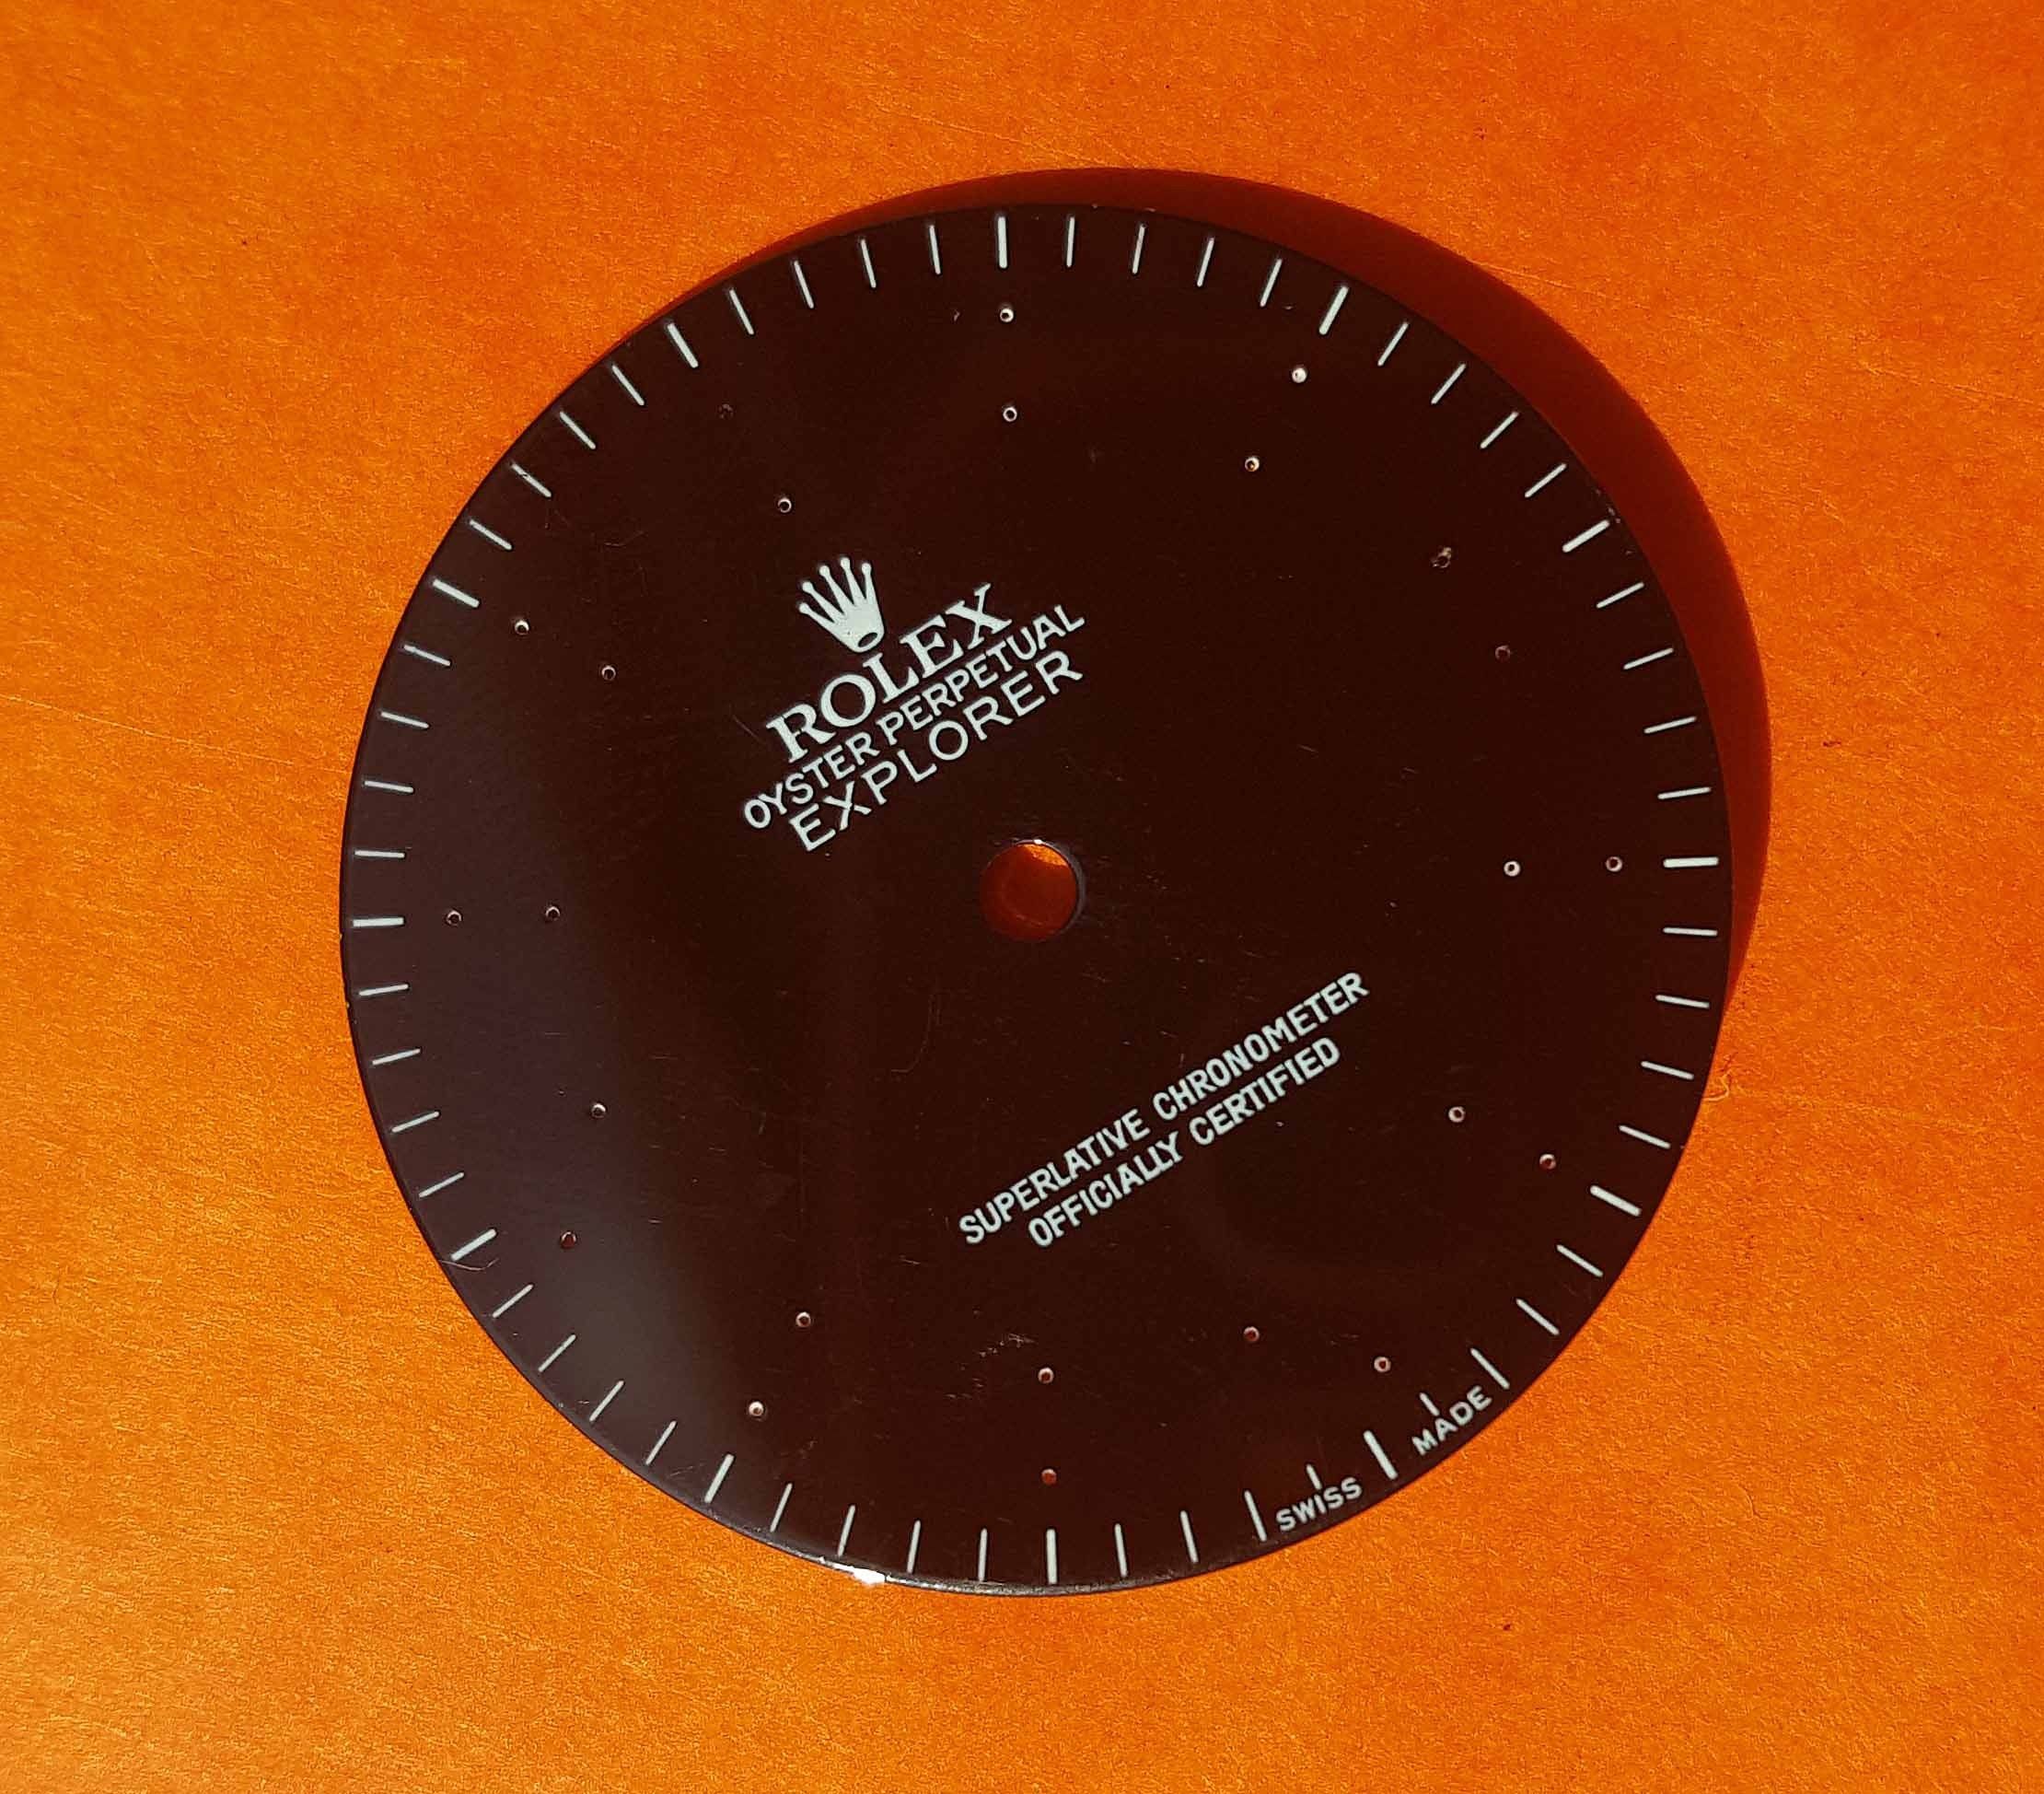 ROLEX
OYSTER PERPETUAL
EXPLORER
SUPERLATIVE CHRONOMETER
OFFICIALLY CERTIFIED
SWISS MADE